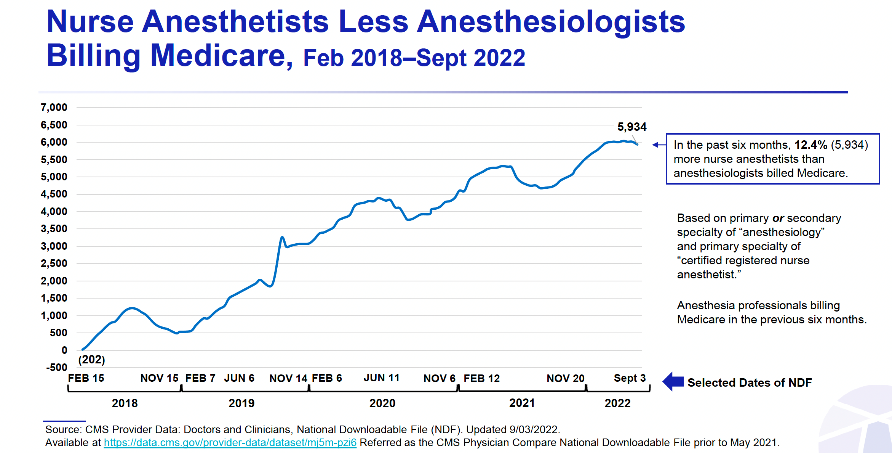 Nurse Anesthetists Less Anesthesiologists
Billing Medicare, Feb 2018–Sept 2022
7,000
6,500
6,000
5,500
5,000
4,500
4,000
3,500
3,000
2,500
2,000
1,500
1,000
500
0
-500
5,934
(202)
In the past six months, 12.4% (5,934)
more nurse anesthetists than
anesthesiologists billed Medicare.
Based on primary or secondary
specialty of “anesthesiology”
and primary specialty of
“certified registered nurse
anesthetist.”
Anesthesia professionals billing
Medicare in the previous six months.
FEB 15 NOV 15 FEB 7 JUN 6 NOV 14 FEB 6 JUN 11 NOV 6 FEB 12 NOV 20 Sept 3
Selected Dates of NDF
2018 2019 2020 2021 2022
Source: CMS Provider Data: Doctors and Clinicians, National Downloadable File (NDF). Updated 9/03/2022.
Available at https://data.cms.gov/provider-data/dataset/mj5m-pzi6 Referred as the CMS Physician Compare National Downloadable File prior to May 2021.